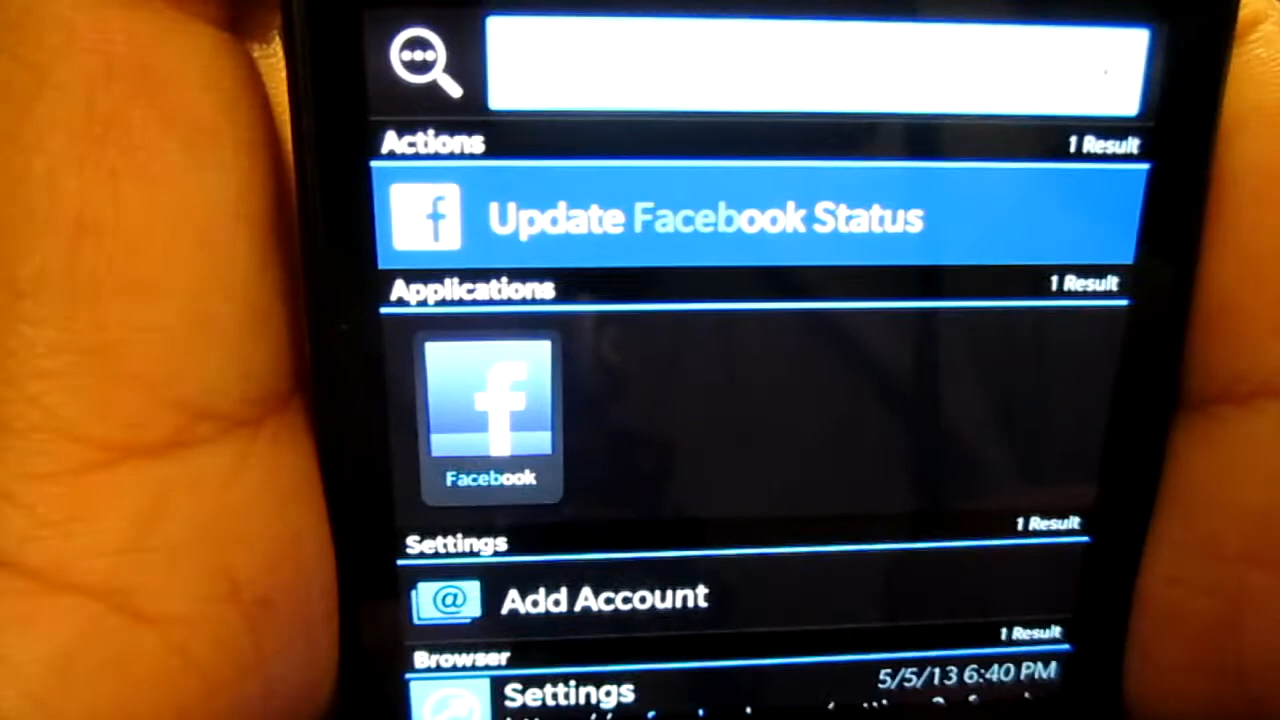 Actions
1 Result
Update Facebook Status
Applications
1 Result
Facebook
1 Result
Settings
Add Account
1 Result
Browser
Settings
5/5/13 6:40 PM